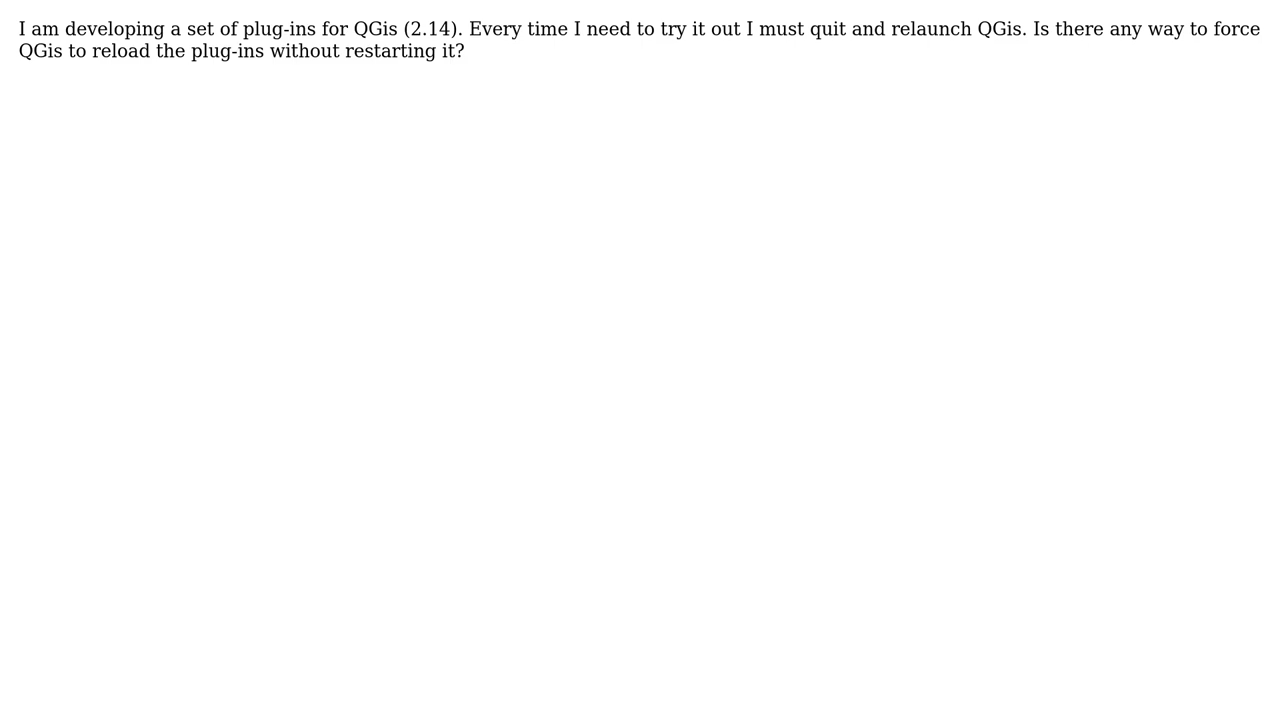 I am developing a set of plug-ins for QGis (2.14). Every time I need to try it out I must quit and relaunch QGis. Is there any way to force
QGis to reload the plug-ins without restarting it?